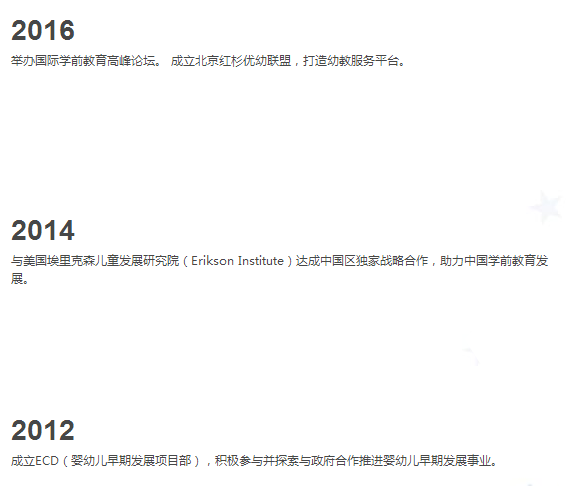 2016
举办国际学前教育高峰论坛。 成立北京红杉优幼联盟，打造幼教服务平台。
2014
与美国埃里克森儿童发展研究院（Erikson Institute）达成中国区独家战略合作，助力中国学前教育发
展。
2012
成立ECD（婴幼儿早期发展项目部），积极参与并探索与政府合作推进婴幼儿早期发展事业。